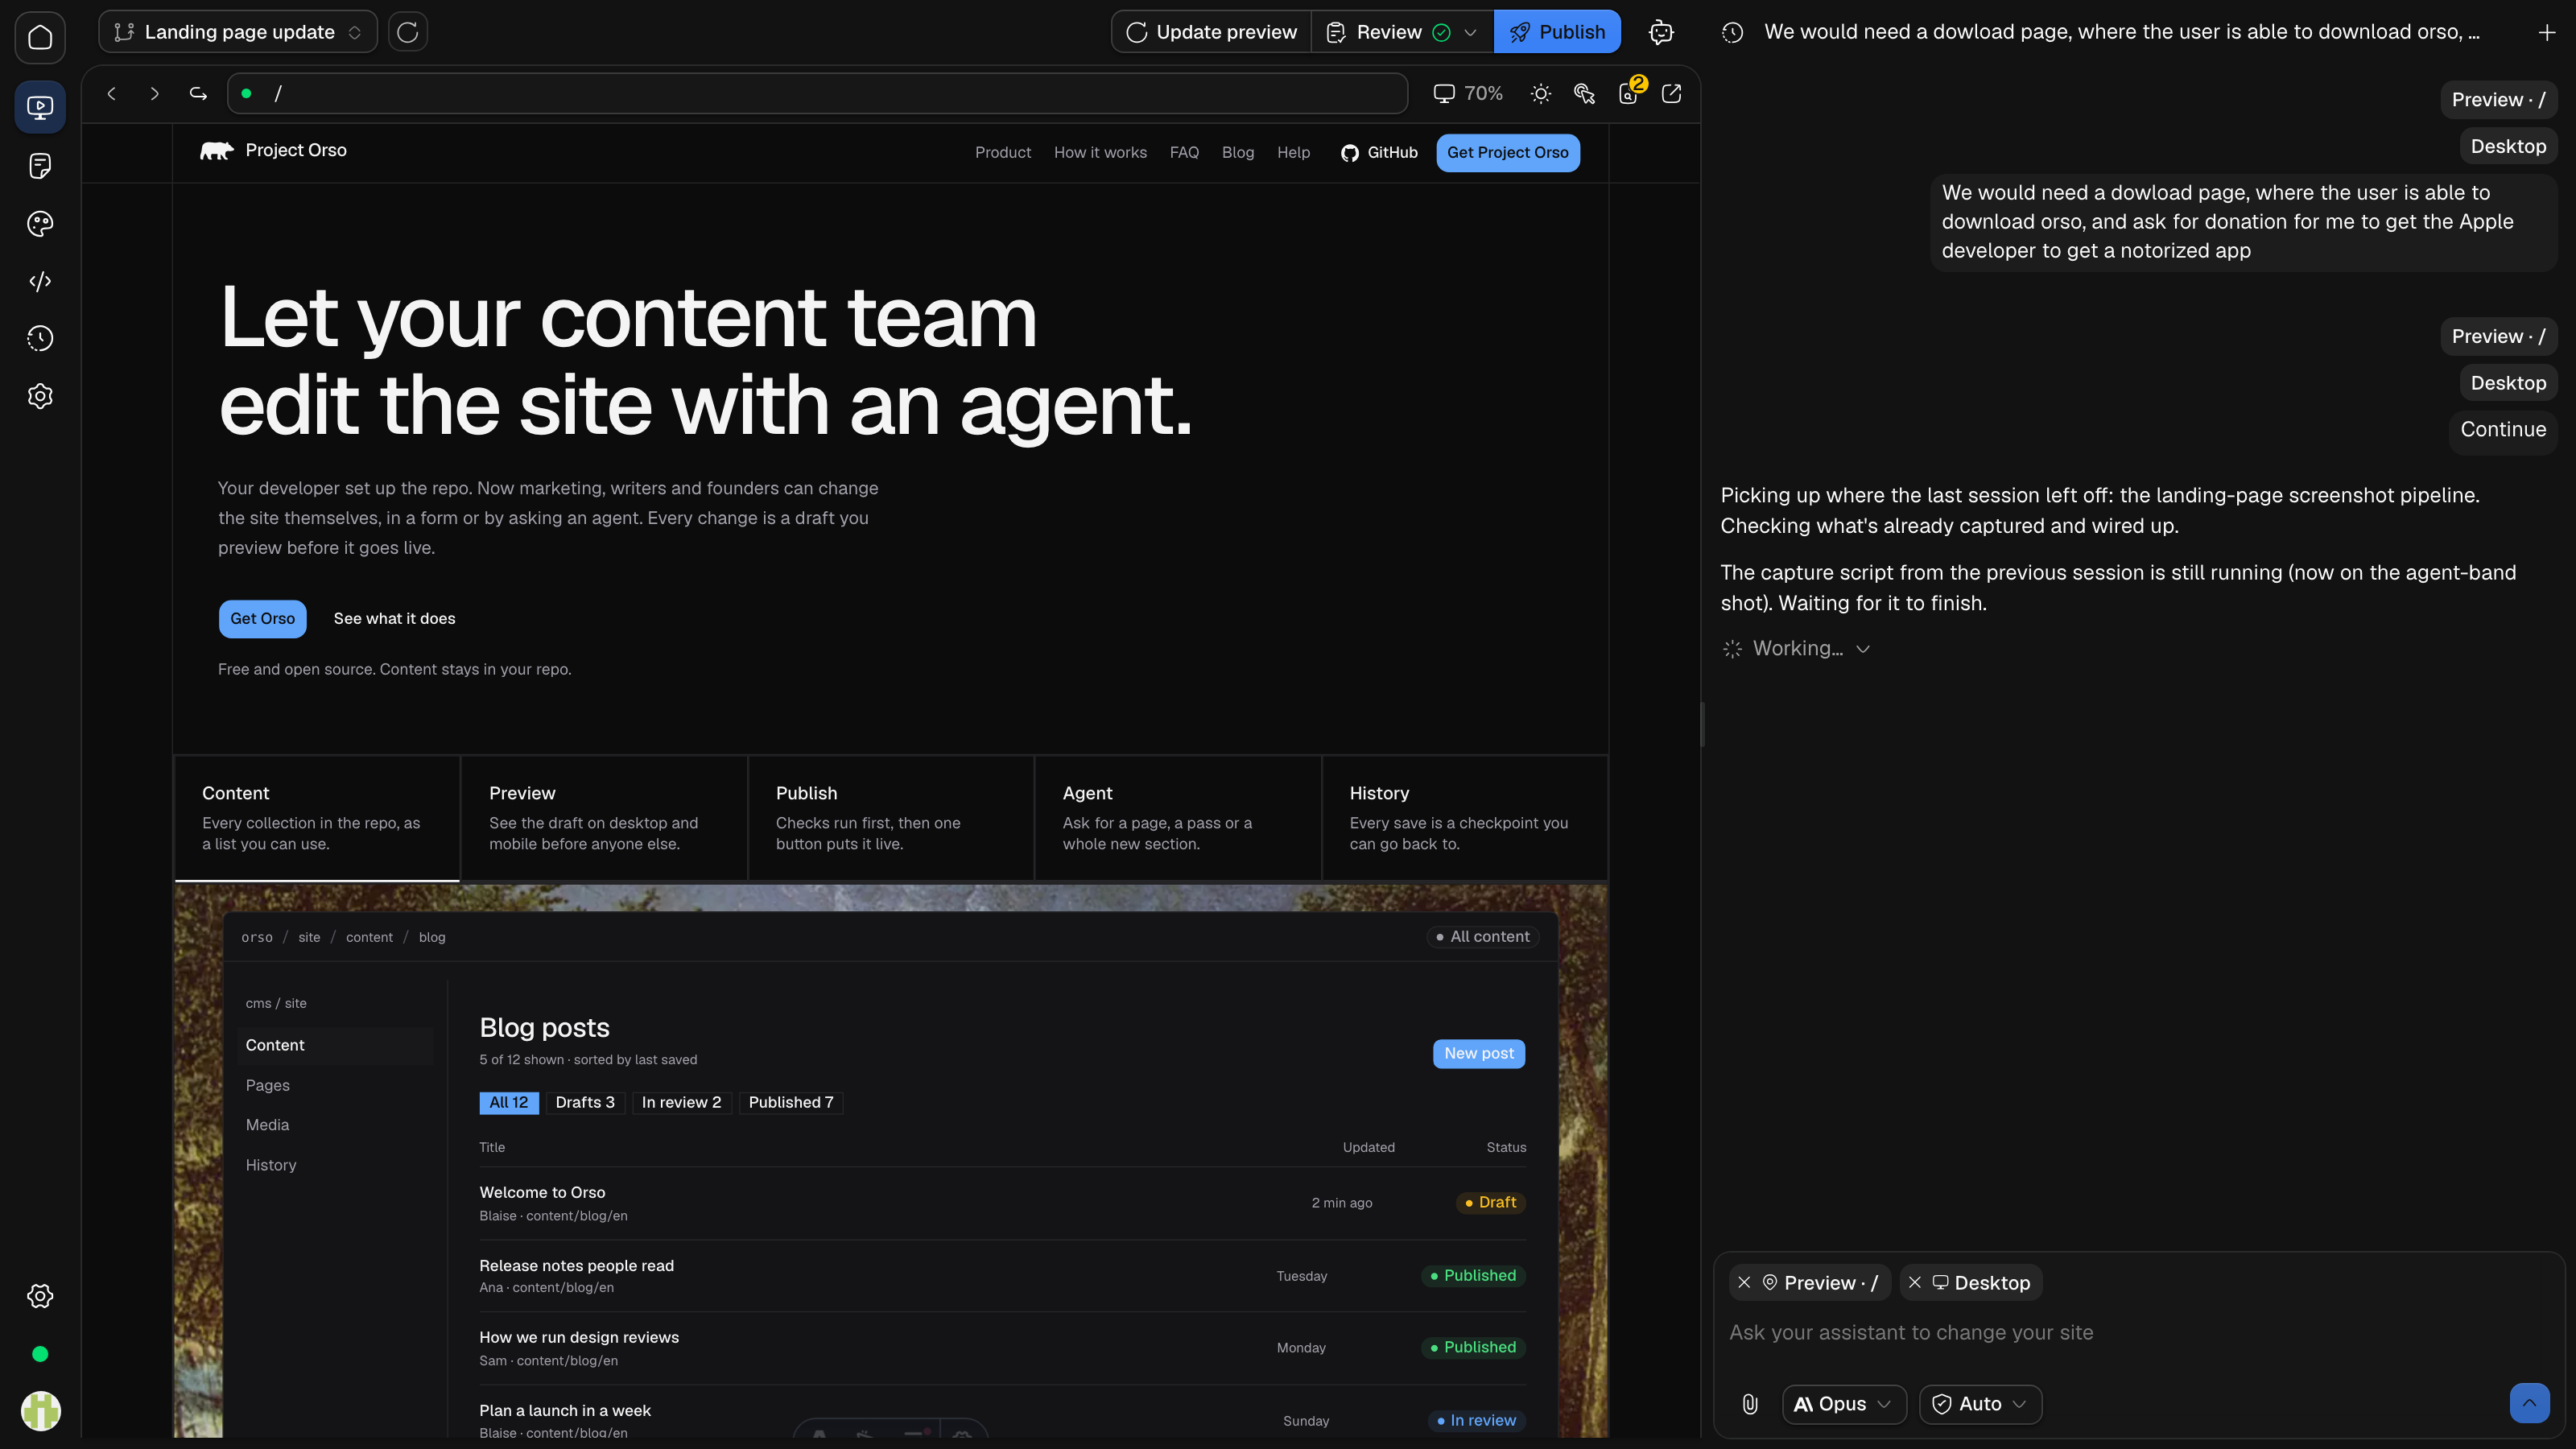 Landing page update
Update preview
Review
Publish
We would need a dowload page, where the user is able to download orso, ...
/
70%
2
Project Orso
Product
How it works
FAQ
Blog
Help
GitHub
Get Project Orso
Let your content team
edit the site with an agent.
Your developer set up the repo. Now marketing, writers and founders can change
the site themselves, in a form or by asking an agent. Every change is a draft you
preview before it goes live.
Get Orso
See what it does
Free and open source. Content stays in your repo.
Content
Every collection in the repo, as
a list you can use.
Preview
See the draft on desktop and
mobile before anyone else.
Publish
Checks run first, then one
button puts it live.
Agent
Ask for a page, a pass or a
whole new section.
History
Every save is a checkpoint you
can go back to.
orso / site / content / blog
All content
cms / site
Content
Pages
Media
History
Blog posts
5 of 12 shown · sorted by last saved
New post
All 12
Drafts 3
In review 2
Published 7
Title
Updated
Status
Welcome to Orso
Blaise · content/blog/en
2 min ago
Draft
Release notes people read
Ana · content/blog/en
Tuesday
Published
How we run design reviews
Sam · content/blog/en
Monday
Published
Plan a launch in a week
Blaise · content/blog/en
Sunday
In review
Preview · /
Desktop
We would need a dowload page, where the user is able to
download orso, and ask for donation for me to get the Apple
developer to get a notorized app
Preview · /
Desktop
Continue
Picking up where the last session left off: the landing-page screenshot pipeline.
Checking what's already captured and wired up.
The capture script from the previous session is still running (now on the agent-band
shot). Waiting for it to finish.
Working...
Preview · /
Desktop
Ask your assistant to change your site
Opus
Auto